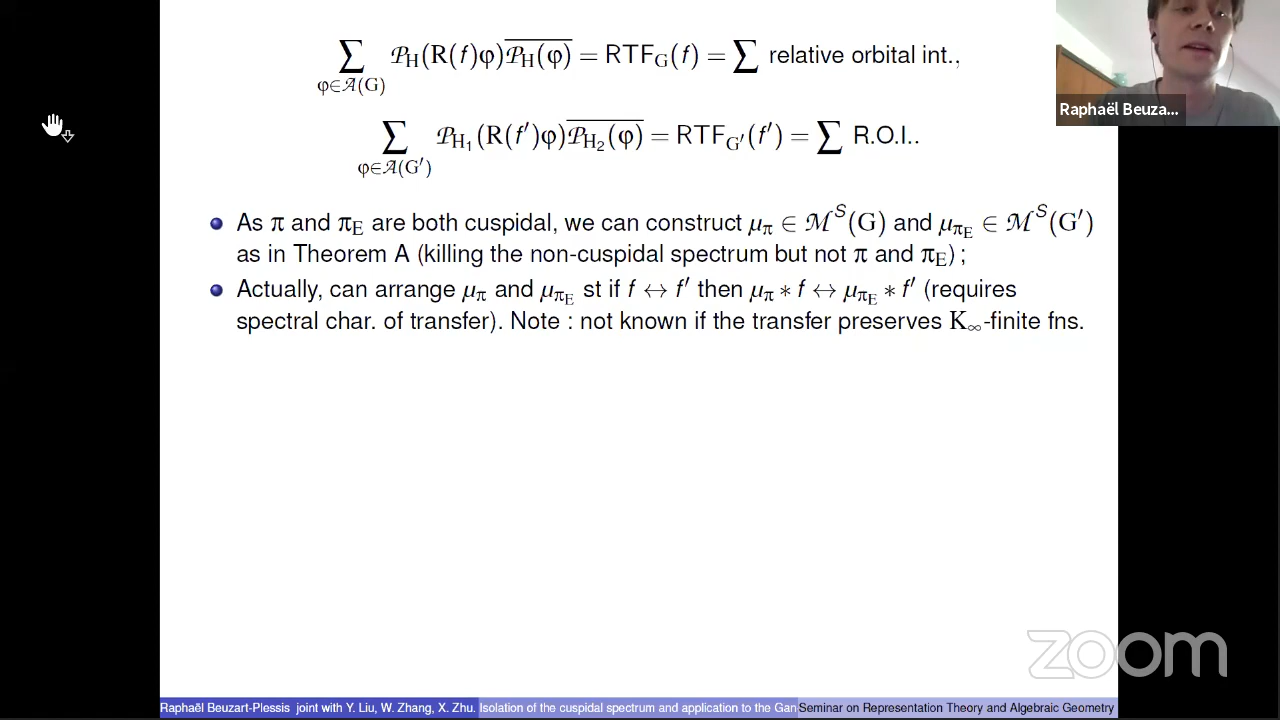 ∑_{φ∈𝒜(G)} 𝒫_H(R(f)φ)\overline{𝒫_H(φ)} = RTF_G(f) = ∑ relative orbital int.,
Raphaël Beuza...
∑_{φ∈𝒜(G′)} 𝒫_{H₁}(R(f′)φ)\overline{𝒫_{H₂}(φ)} = RTF_{G′}(f′) = ∑ R.O.I..
As π and π_E are both cuspidal, we can construct μ_π ∈ ℳ^S(G) and μ_{π_E} ∈ ℳ^S(G′)
as in Theorem A (killing the non-cuspidal spectrum but not π and π_E) ;
Actually, can arrange μ_π and μ_{π_E} st if f ↔ f′ then μ_π ∗ f ↔ μ_{π_E} ∗ f′ (requires
spectral char. of transfer). Note : not known if the transfer preserves K_∞-finite fns.
zoom
Raphaël Beuzart-Plessis joint with Y. Liu, W. Zhang, X. Zhu. Isolation of the cuspidal spectrum and application to the Gan Seminar on Representation Theory and Algebraic Geometry